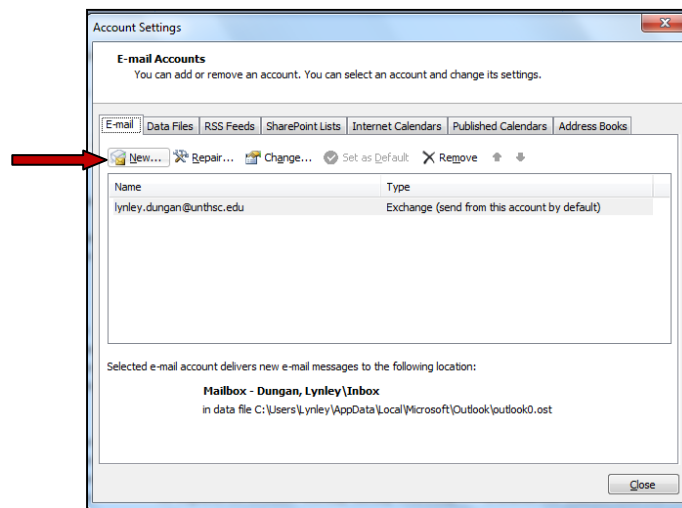 Account Settings
E-mail Accounts
You can add or remove an account. You can select an account and change its settings.
E-mail Data Files RSS Feeds SharePoint Lists Internet Calendars Published Calendars Address Books
New... Repair... Change... Set as Default Remove
Name Type
lynley.dungan@unthsc.edu Exchange (send from this account by default)
Selected e-mail account delivers new e-mail messages to the following location:
Mailbox - Dungan, Lynley\Inbox
in data file C:\Users\Lynley\AppData\Local\Microsoft\Outlook\outlook0.ost
Close